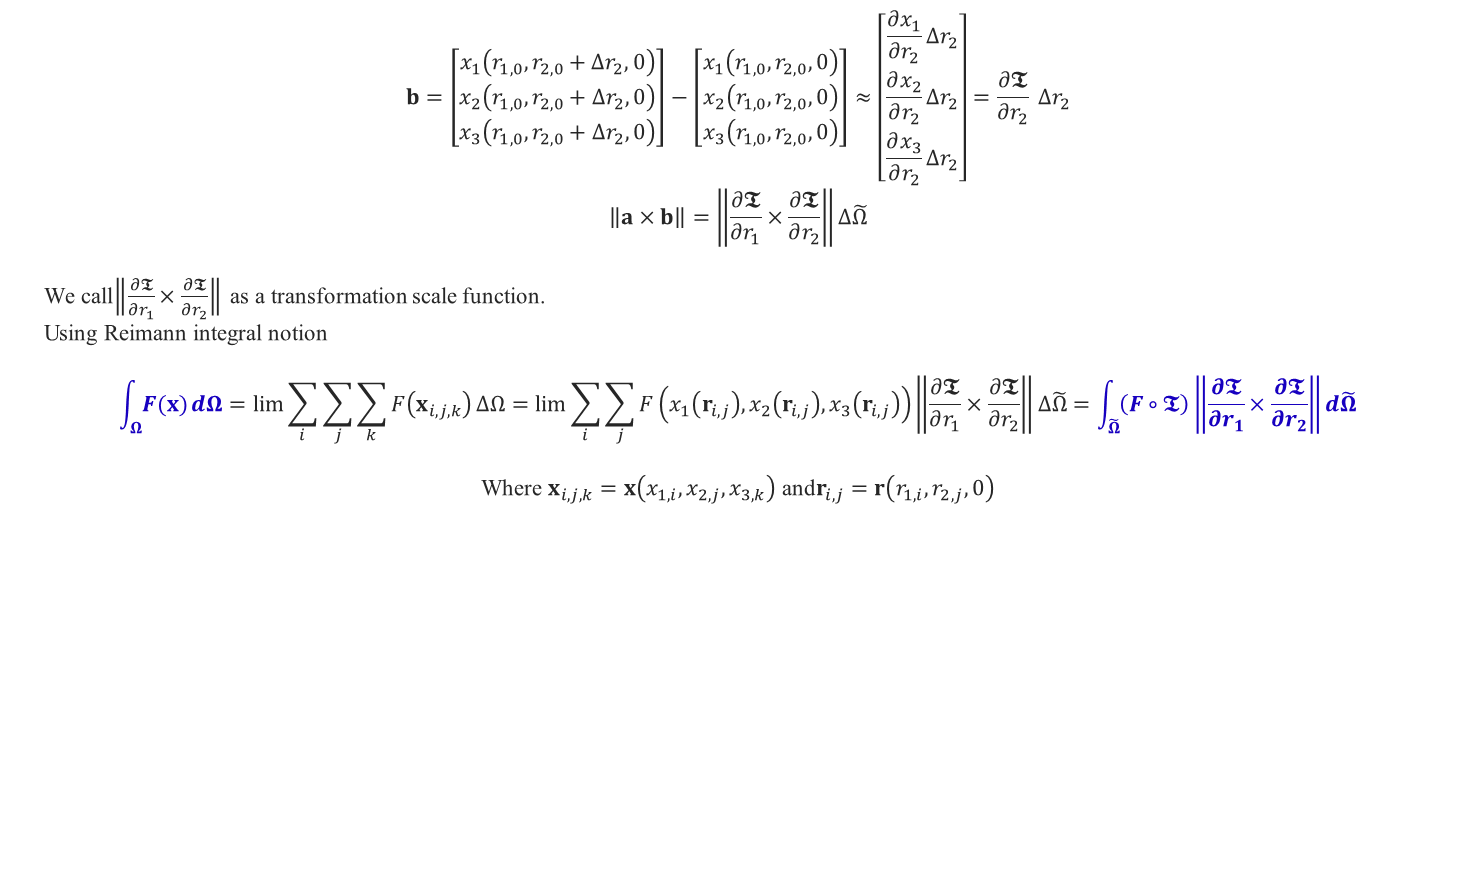 b = [x₁(r₁,₀, r₂,₀ + Δr₂, 0) x₂(r₁,₀, r₂,₀ + Δr₂, 0) x₃(r₁,₀, r₂,₀ + Δr₂, 0)] − [x₁(r₁,₀, r₂,₀, 0) x₂(r₁,₀, r₂,₀, 0) x₃(r₁,₀, r₂,₀, 0)] ≈ [∂x₁/∂r₂ Δr₂ ∂x₂/∂r₂ Δr₂ ∂x₃/∂r₂ Δr₂] = ∂𝕿/∂r₂ Δr₂
‖a × b‖ = ‖∂𝕿/∂r₁ × ∂𝕿/∂r₂‖ ΔΩ̃
We call‖∂𝕿/∂r₁ × ∂𝕿/∂r₂‖ as a transformation scale function.
Using Reimann integral notion
∫_Ω F(x) dΩ = lim ∑_i ∑_j ∑_k F(x_{i,j,k}) ΔΩ = lim ∑_i ∑_j F(x₁(r_{i,j}), x₂(r_{i,j}), x₃(r_{i,j})) ‖∂𝕿/∂r₁ × ∂𝕿/∂r₂‖ ΔΩ̃ = ∫_Ω̃ (F ∘ 𝕿) ‖∂𝕿/∂r₁ × ∂𝕿/∂r₂‖ dΩ̃
Where x_{i,j,k} = x(x_{1,i}, x_{2,j}, x_{3,k}) andr_{i,j} = r(r_{1,i}, r_{2,j}, 0)